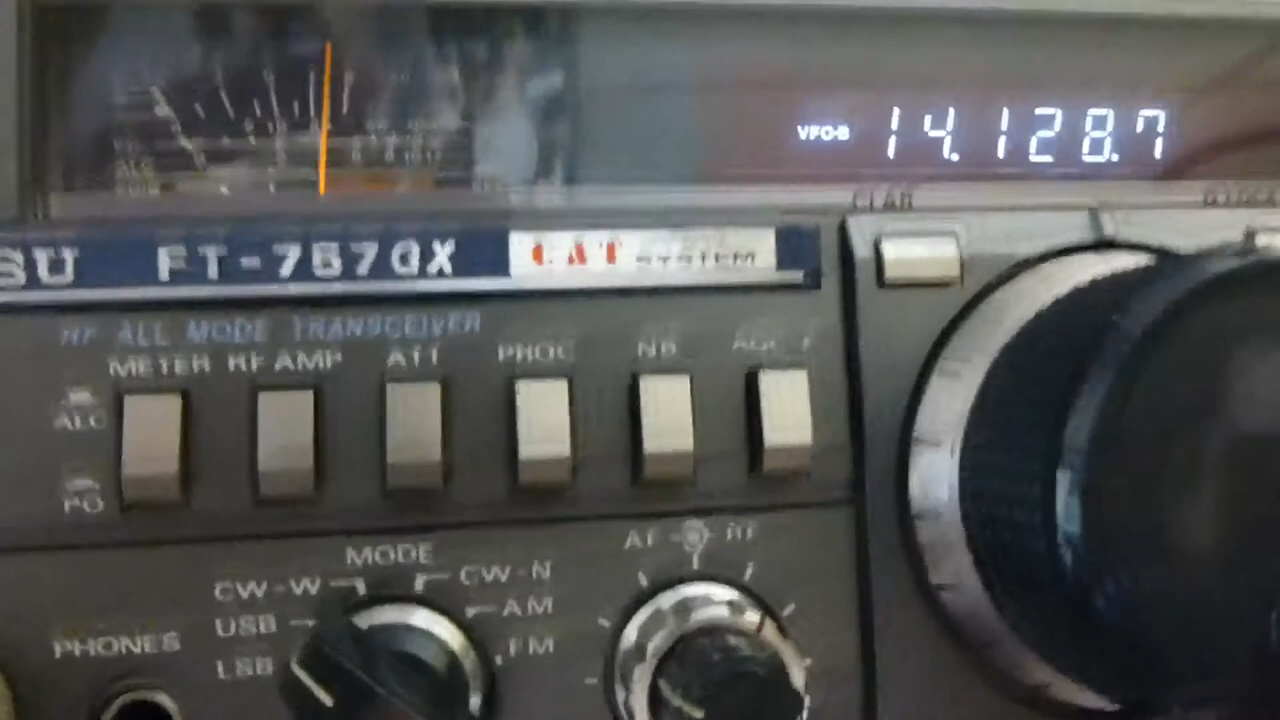 VFO-B 14.128.7
CLAR
SU FT-757GX CAT SYSTEM
HF ALL MODE TRANSCEIVER
METER RF AMP ATT PROC NB AGC-F
ALC
PO
MODE
AF RF
CW-W CW-N
USB AM
PHONES LSB FM